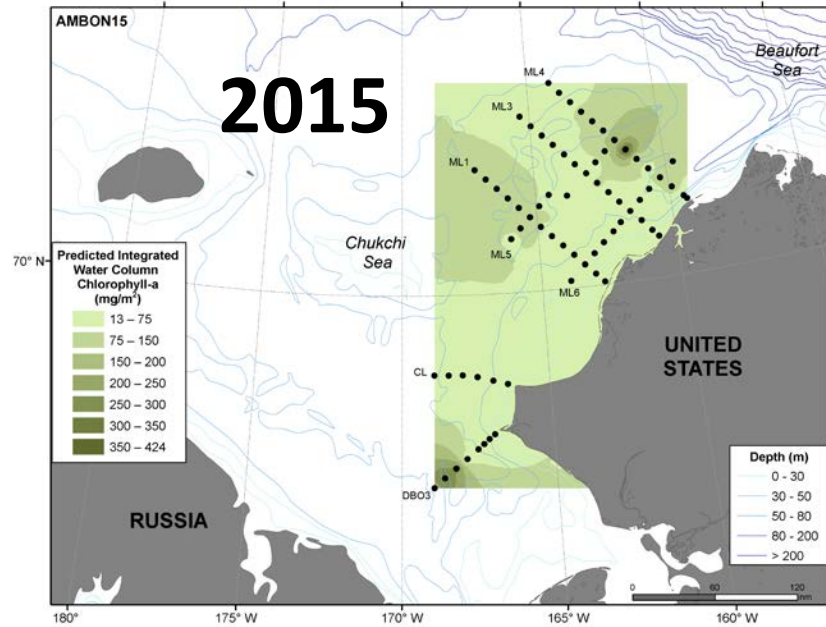 AMBON15
2015
Beaufort
Sea
ML4
ML3
ML1
Chukchi
Sea
ML5
ML6
70° N
Predicted Integrated
Water Column
Chlorophyll-a
(mg/m²)
13 – 75
75 – 150
150 – 200
200 – 250
250 – 300
300 – 350
350 – 424
UNITED
STATES
CL
DBO3
RUSSIA
Depth (m)
0 - 30
30 - 50
50 - 80
80 - 200
> 200
0 60 120
nm
180° 175° W 170° W 165° W 160° W